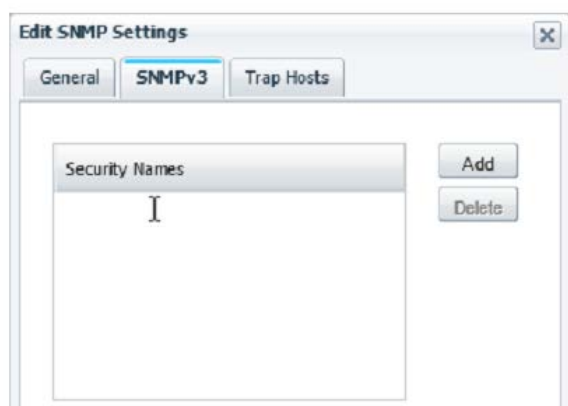 Edit SNMP Settings
General SNMPv3 Trap Hosts
Security Names
Add
Delete